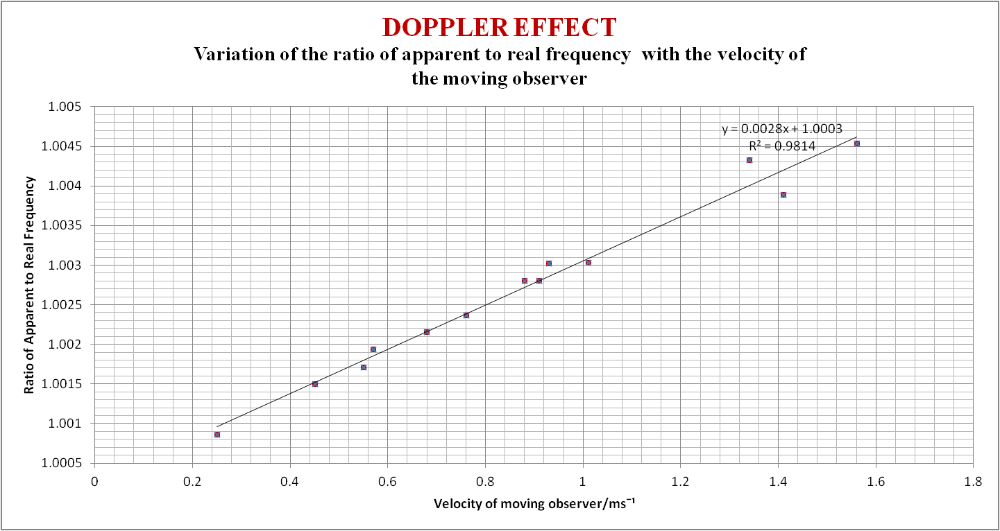 DOPPLER EFFECT
Variation of the ratio of apparent to real frequency  with the velocity of
the moving observer
Ratio of Apparent to Real Frequency
1.005
1.0045
1.004
1.0035
1.003
1.0025
1.002
1.0015
1.001
1.0005
y = 0.0028x + 1.0003
R² = 0.9814
0 0.2 0.4 0.6 0.8 1 1.2 1.4 1.6 1.8
Velocity of moving observer/ms⁻¹